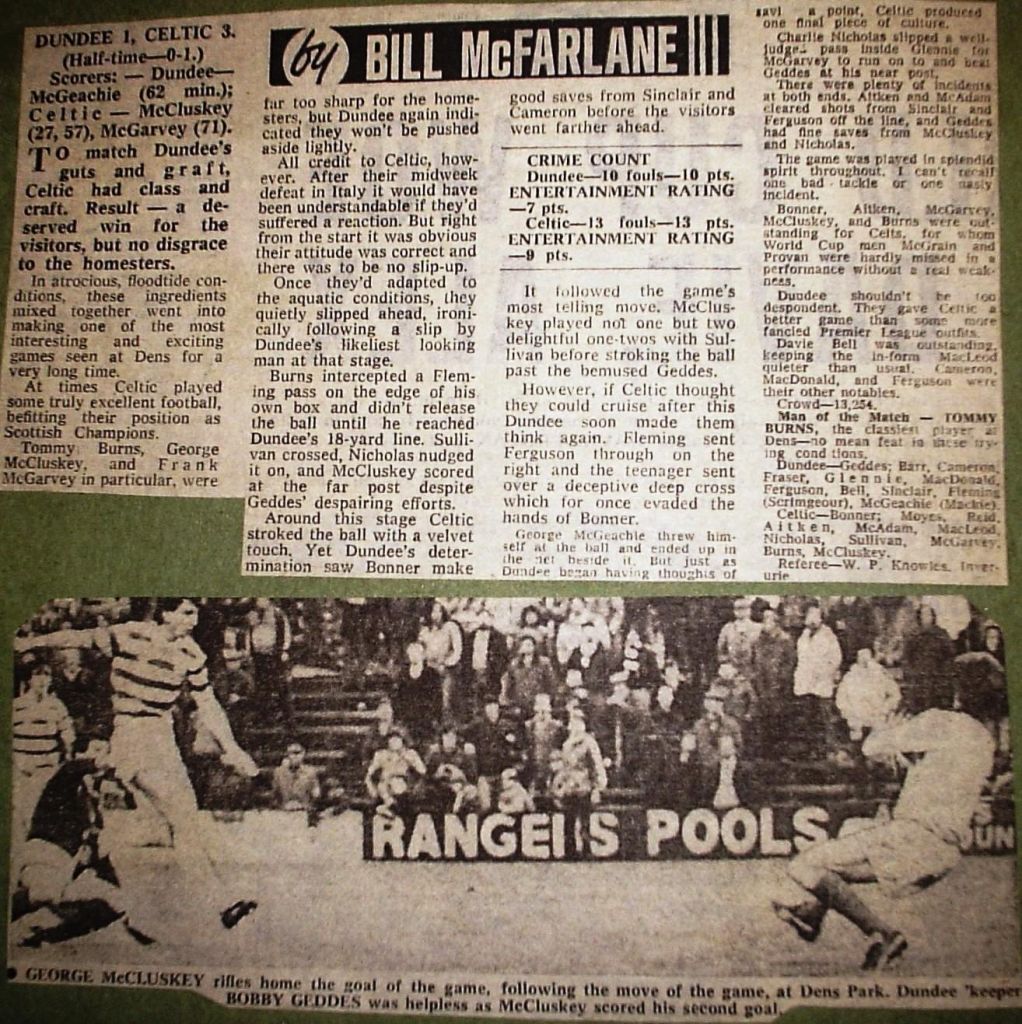 DUNDEE 1, CELTIC 3.
(Half-time—0-1.)
Scorers: — Dundee—
McGeachie (62 min.);
Celtic — McCluskey
(27, 57), McGarvey (71).
TO match Dundee's
guts and graft,
Celtic had class and
craft. Result — a de-
served win for the
visitors, but no disgrace
to the homesters.
In atrocious, floodtide con-
ditions, these ingredients
mixed together went into
making one of the most
interesting and exciting
games seen at Dens for a
very long time.
At times Celtic played
some truly excellent football,
befitting their position as
Scottish Champions.
Tommy Burns, George
McCluskey, and Frank
McGarvey in particular, were
by BILL McFARLANE
far too sharp for the home-
sters, but Dundee again indi-
cated they won't be pushed
aside lightly.
All credit to Celtic, how-
ever. After their midweek
defeat in Italy it would have
been understandable if they'd
suffered a reaction. But right
from the start it was obvious
their attitude was correct and
there was to be no slip-up.
Once they'd adapted to
the aquatic conditions, they
quietly slipped ahead, ironi-
cally following a slip by
Dundee's likeliest looking
man at that stage.
Burns intercepted a Flem-
ing pass on the edge of his
own box and didn't release
the ball until he reached
Dundee's 18-yard line. Sulli-
van crossed, Nicholas nudged
it on, and McCluskey scored
at the far post despite
Geddes' despairing efforts.
Around this stage Celtic
stroked the ball with a velvet
touch. Yet Dundee's deter-
mination saw Bonner make
good saves from Sinclair and
Cameron before the visitors
went farther ahead.
CRIME COUNT
Dundee—10 fouls—10 pts.
ENTERTAINMENT RATING
—7 pts.
Celtic—13 fouls—13 pts.
ENTERTAINMENT RATING
—9 pts.
It followed the game's
most telling move. McClus-
key played not one but two
delightful one-twos with Sul-
livan before stroking the ball
past the bemused Geddes.
However, if Celtic thought
they could cruise after this
Dundee soon made them
think again. Fleming sent
Ferguson through on the
right and the teenager sent
over a deceptive deep cross
which for once evaded the
hands of Bonner.
George McGeachie threw him-
self at the ball and ended up in
the net beside it. But just as
Dundee began having thoughts of
a point, Celtic produced
one final piece of culture.
Charlie Nicholas slipped a well-
judged pass inside Glennie for
McGarvey to run on to and beat
Geddes at his near post.
There were plenty of incidents
at both ends. Aitken and McAdam
cleared shots from Sinclair and
Ferguson off the line, and Geddes
had fine saves from McCluskey
and Nicholas.
The game was played in splendid
spirit throughout. I can't recall
one bad tackle or one nasty
incident.
Bonner, Aitken, McGarvey,
McCluskey, and Burns were out-
standing for Celts, for whom
World Cup men McGrain and
Provan were hardly missed in a
performance without a real weak-
ness.
Dundee shouldn't be too
despondent. They gave Celtic a
better game than some more
fancied Premier League outfits.
Davie Bell was outstanding,
keeping the in-form MacLeod
quieter than usual. Cameron,
MacDonald, and Ferguson were
their other notables.
Crowd—13,254.
Man of the Match — TOMMY
BURNS, the classiest player at
Dens—no mean feat in these try-
ing conditions.
Dundee—Geddes; Barr, Cameron,
Fraser, Glennie, MacDonald,
Ferguson, Bell, Sinclair, Fleming
(Scrimgeour), McGeachie (Mackie).
Celtic—Bonner; Moyes, Reid,
Aitken, McAdam, MacLeod,
Nicholas, Sullivan, McGarvey,
Burns, McCluskey.
Referee—W. P. Knowles, Inver-
urie.
RANGERS POOLS
● GEORGE McCLUSKEY rifles home the goal of the game, following the move of the game, at Dens Park. Dundee 'keeper
BOBBY GEDDES was helpless as McCluskey scored his second goal.